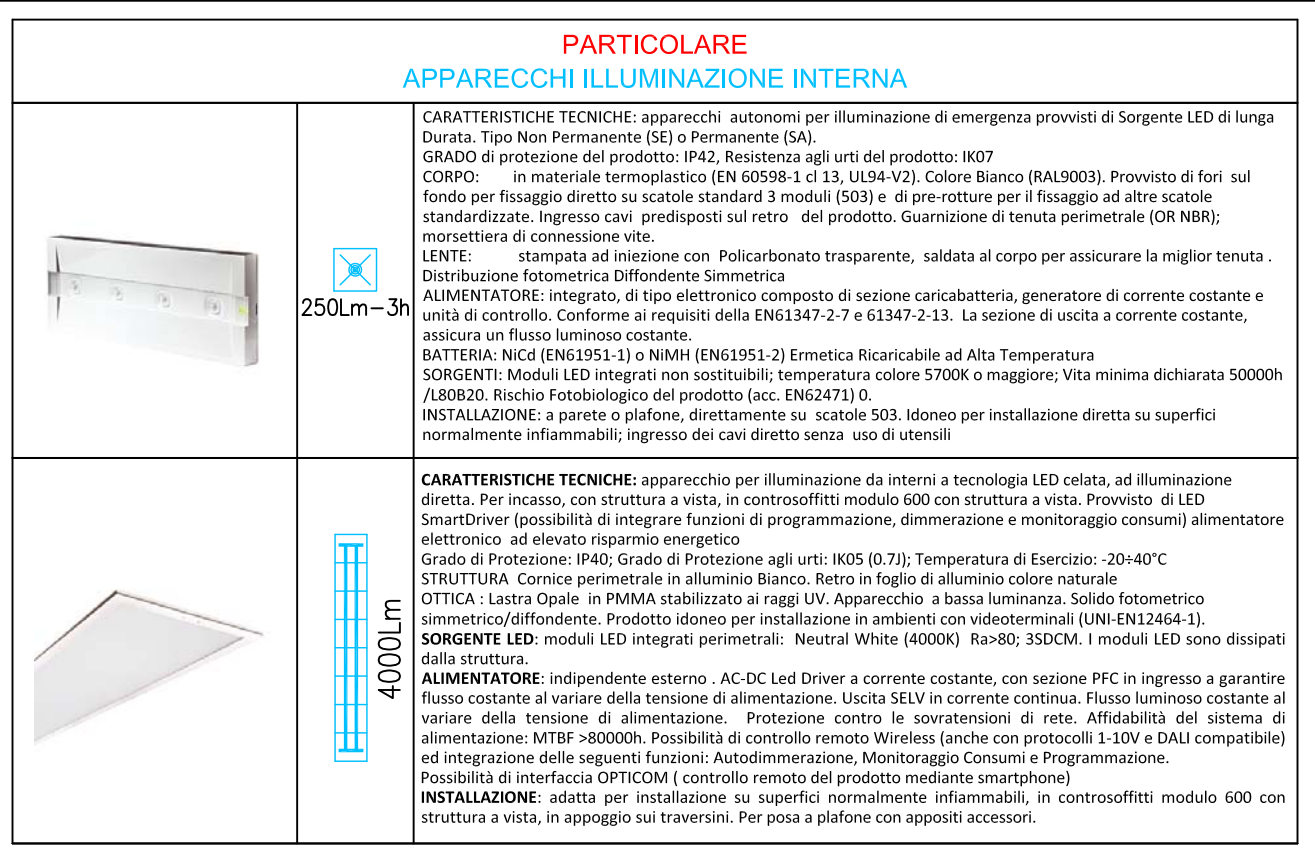 PARTICOLARE
APPARECCHI ILLUMINAZIONE INTERNA
250Lm-3h
CARATTERISTICHE TECNICHE: apparecchi autonomi per illuminazione di emergenza provvisti di Sorgente LED di lunga
Durata. Tipo Non Permanente (SE) o Permanente (SA).
GRADO di protezione del prodotto: IP42, Resistenza agli urti del prodotto: IK07
CORPO: in materiale termoplastico (EN 60598-1 cl 13, UL94-V2). Colore Bianco (RAL9003). Provvisto di fori sul
fondo per fissaggio diretto su scatole standard 3 moduli (503) e di pre-rotture per il fissaggio ad altre scatole
standardizzate. Ingresso cavi predisposti sul retro del prodotto. Guarnizione di tenuta perimetrale (OR NBR);
morsettiera di connessione vite.
LENTE: stampata ad iniezione con Policarbonato trasparente, saldata al corpo per assicurare la miglior tenuta .
Distribuzione fotometrica Diffondente Simmetrica
ALIMENTATORE: integrato, di tipo elettronico composto di sezione caricabatteria, generatore di corrente costante e
unità di controllo. Conforme ai requisiti della EN61347-2-7 e 61347-2-13. La sezione di uscita a corrente costante,
assicura un flusso luminoso costante.
BATTERIA: NiCd (EN61951-1) o NiMH (EN61951-2) Ermetica Ricaricabile ad Alta Temperatura
SORGENTI: Moduli LED integrati non sostituibili; temperatura colore 5700K o maggiore; Vita minima dichiarata 50000h
/L80B20. Rischio Fotobiologico del prodotto (acc. EN62471) 0.
INSTALLAZIONE: a parete o plafone, direttamente su scatole 503. Idoneo per installazione diretta su superfici
normalmente infiammabili; ingresso dei cavi diretto senza uso di utensili
4000Lm
CARATTERISTICHE TECNICHE: apparecchio per illuminazione da interni a tecnologia LED celata, ad illuminazione
diretta. Per incasso, con struttura a vista, in controsoffitti modulo 600 con struttura a vista. Provvisto di LED
SmartDriver (possibilità di integrare funzioni di programmazione, dimmerazione e monitoraggio consumi) alimentatore
elettronico ad elevato risparmio energetico
Grado di Protezione: IP40; Grado di Protezione agli urti: IK05 (0.7J); Temperatura di Esercizio: -20÷40°C
STRUTTURA Cornice perimetrale in alluminio Bianco. Retro in foglio di alluminio colore naturale
OTTICA : Lastra Opale in PMMA stabilizzato ai raggi UV. Apparecchio a bassa luminanza. Solido fotometrico
simmetrico/diffondente. Prodotto idoneo per installazione in ambienti con videoterminali (UNI-EN12464-1).
SORGENTE LED: moduli LED integrati perimetrali: Neutral White (4000K) Ra>80; 3SDCM. I moduli LED sono dissipati
dalla struttura.
ALIMENTATORE: indipendente esterno . AC-DC Led Driver a corrente costante, con sezione PFC in ingresso a garantire
flusso costante al variare della tensione di alimentazione. Uscita SELV in corrente continua. Flusso luminoso costante al
variare della tensione di alimentazione. Protezione contro le sovratensioni di rete. Affidabilità del sistema di
alimentazione: MTBF >80000h. Possibilità di controllo remoto Wireless (anche con protocolli 1-10V e DALI compatibile)
ed integrazione delle seguenti funzioni: Autodimmerazione, Monitoraggio Consumi e Programmazione.
Possibilità di interfaccia OPTICOM ( controllo remoto del prodotto mediante smartphone)
INSTALLAZIONE: adatta per installazione su superfici normalmente infiammabili, in controsoffitti modulo 600 con
struttura a vista, in appoggio sui traversini. Per posa a plafone con appositi accessori.